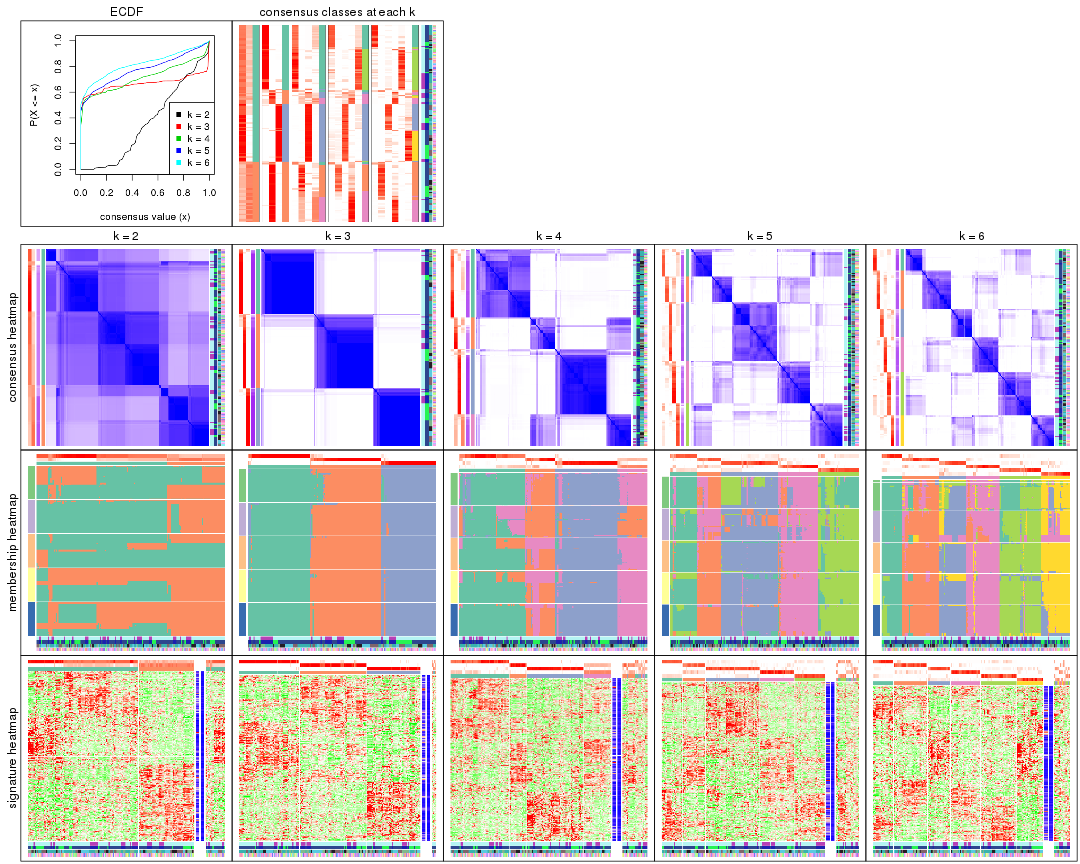 ECDF
consensus classes at each k
P(X <= x)
0.0
0.2
0.4
0.6
0.8
1.0
k = 2
k = 3
k = 4
k = 5
k = 6
0.0 0.2 0.4 0.6 0.8 1.0
consensus value (x)
k = 2
k = 3
k = 4
k = 5
k = 6
consensus heatmap
membership heatmap
signature heatmap